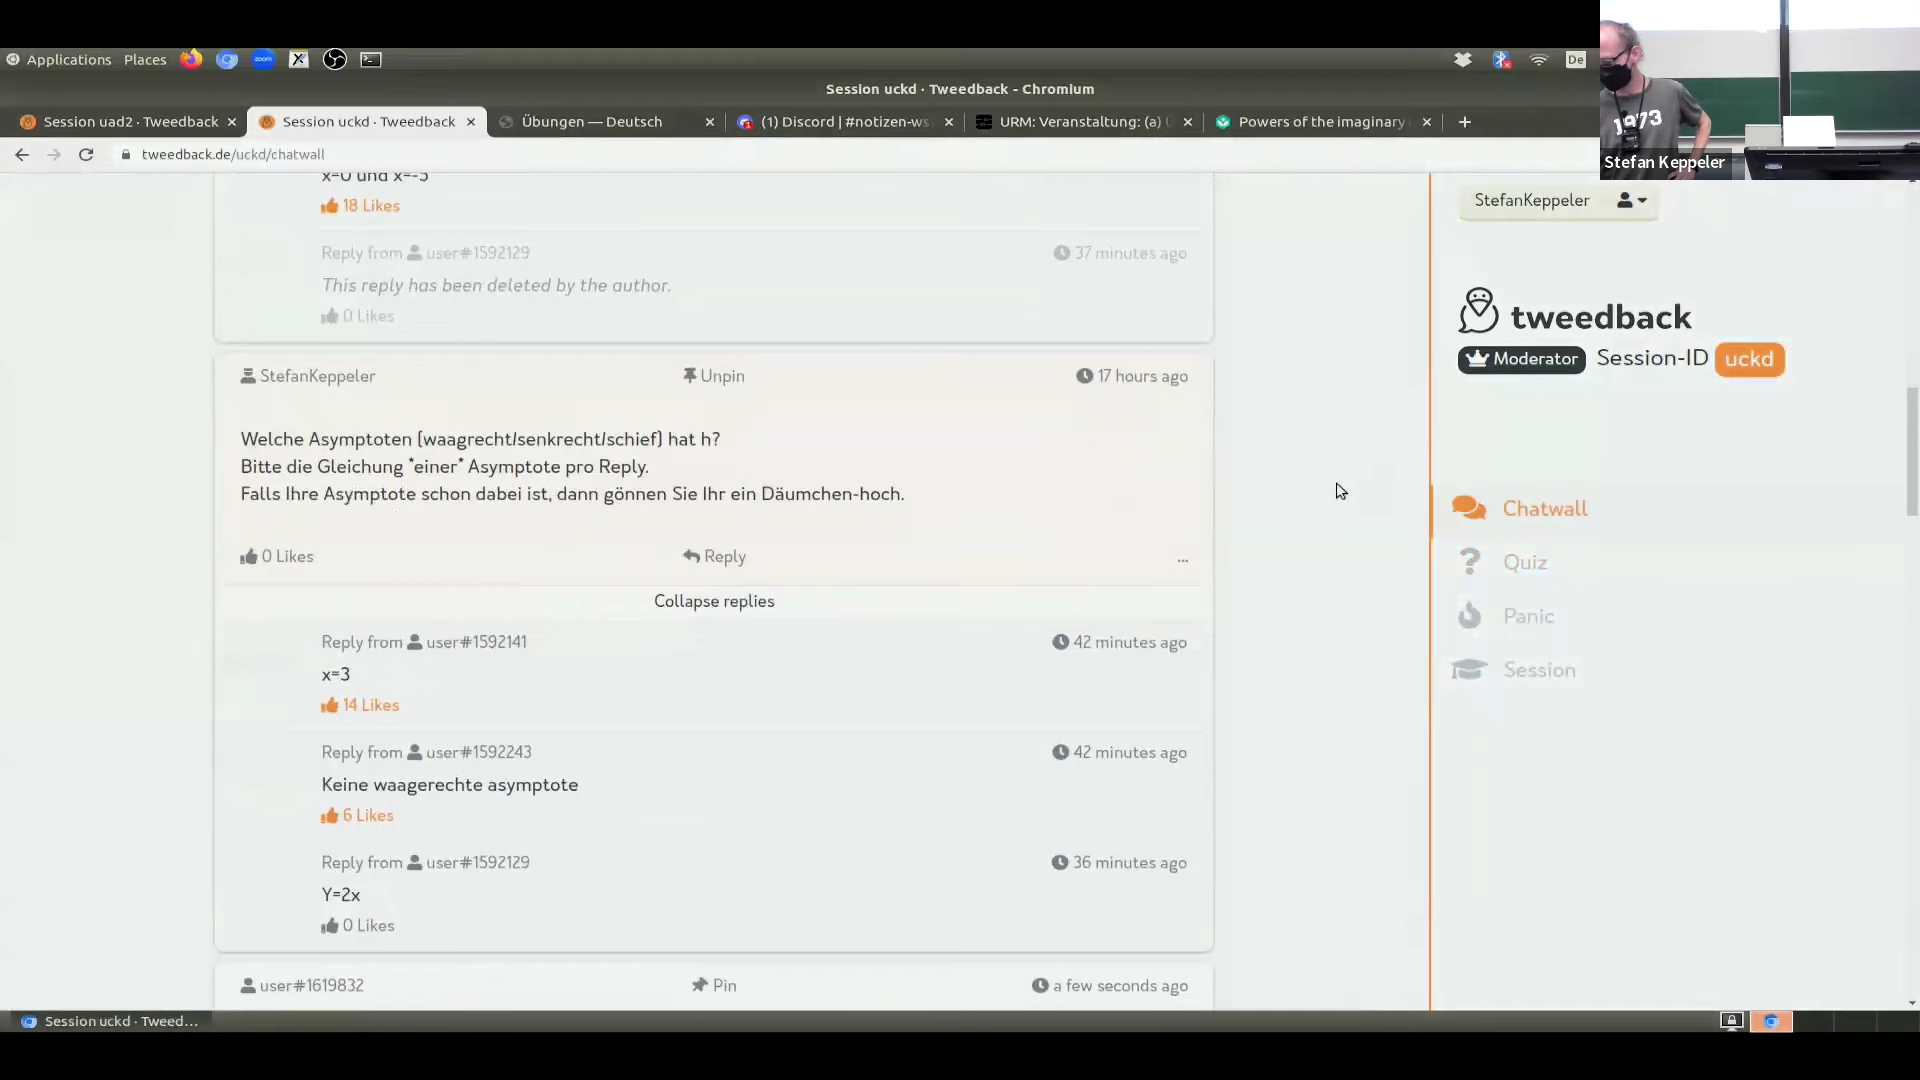 Applications Places zoom De
Session uckd · Tweedback - Chromium
Session uad2 · Tweedback
Session uckd · Tweedback
Übungen — Deutsch
(1) Discord | #notizen-ws
URM: Veranstaltung: (a)
Powers of the imaginary
tweedback.de/uckd/chatwall
1973
Stefan Keppeler
x=0 und x=-5
18 Likes
Reply from user#1592129 37 minutes ago
This reply has been deleted by the author.
0 Likes
StefanKeppeler Unpin 17 hours ago
Welche Asymptoten (waagrecht/senkrecht/schief) hat h?
Bitte die Gleichung *einer* Asymptote pro Reply.
Falls Ihre Asymptote schon dabei ist, dann gönnen Sie Ihr ein Däumchen-hoch.
0 Likes Reply ...
Collapse replies
Reply from user#1592141 42 minutes ago
x=3
14 Likes
Reply from user#1592243 42 minutes ago
Keine waagerechte asymptote
6 Likes
Reply from user#1592129 36 minutes ago
Y=2x
0 Likes
user#1619832 Pin a few seconds ago
StefanKeppeler
tweedback
Moderator Session-ID uckd
Chatwall
Quiz
Panic
Session
Session uckd · Tweed...